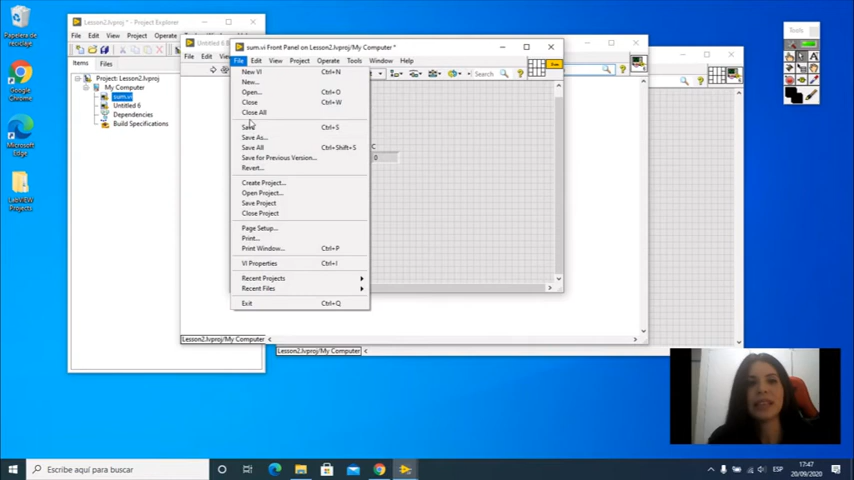 Papelera de reciclaje
Google Chrome
Microsoft Edge
LabVIEW Projects
Lesson2.lvproj * - Project Explorer
File Edit View Project Operate
Items Files
Project: Lesson2.lvproj
My Computer
sum.vi
Untitled 6
Dependencies
Build Specifications
Untitled 6
File Edit
sum.vi Front Panel on Lesson2.lvproj/My Computer *
File Edit View Project Operate Tools Window Help
Search
C
0
New VI Ctrl+N
New...
Open... Ctrl+O
Close Ctrl+W
Close All
Save Ctrl+S
Save As...
Save All Ctrl+Shift+S
Save for Previous Version...
Revert...
Create Project...
Open Project...
Save Project
Close Project
Page Setup...
Print...
Print Window... Ctrl+P
VI Properties Ctrl+I
Recent Projects
Recent Files
Exit Ctrl+Q
Lesson2.lvproj/My Computer
Lesson2.lvproj/My Computer
Tools
Escribe aquí para buscar
ESP
17:47
20/09/2020